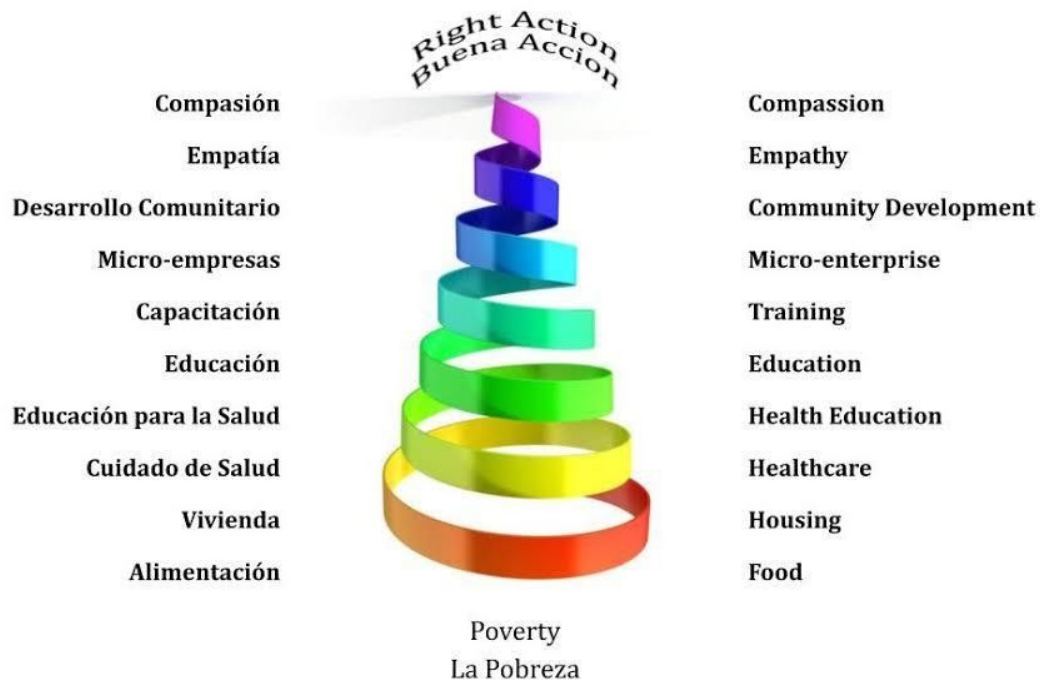 Right Action
Buena Accion
Compasión Compassion
Empatía Empathy
Desarrollo Comunitario Community Development
Micro-empresas Micro-enterprise
Capacitación Training
Educación Education
Educación para la Salud Health Education
Cuidado de Salud Healthcare
Vivienda Housing
Alimentación Food
Poverty
La Pobreza